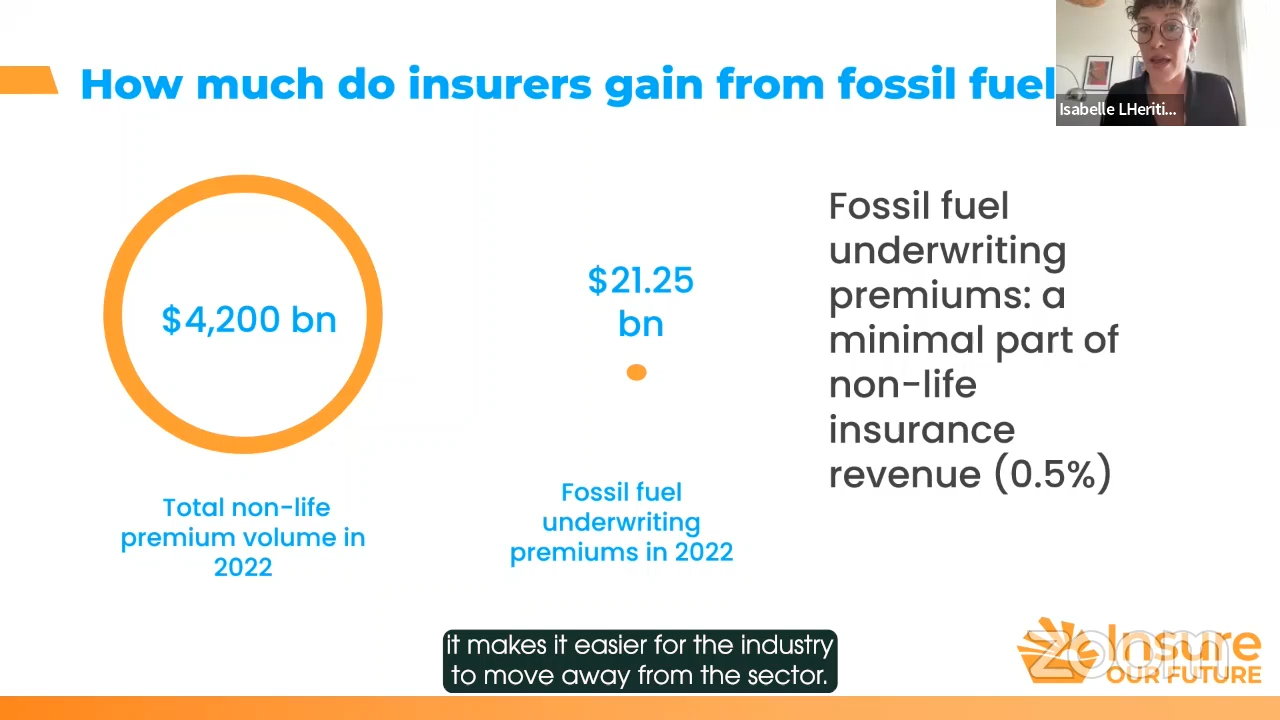 How much do insurers gain from fossil fuel
Isabelle LHeriti...
$4,200 bn
Total non-life
premium volume in
2022
$21.25
bn
Fossil fuel
underwriting
premiums in 2022
Fossil fuel
underwriting
premiums: a
minimal part of
non-life
insurance
revenue (0.5%)
it makes it easier for the industry
to move away from the sector.
zoom
Insure
OUR FUTURE